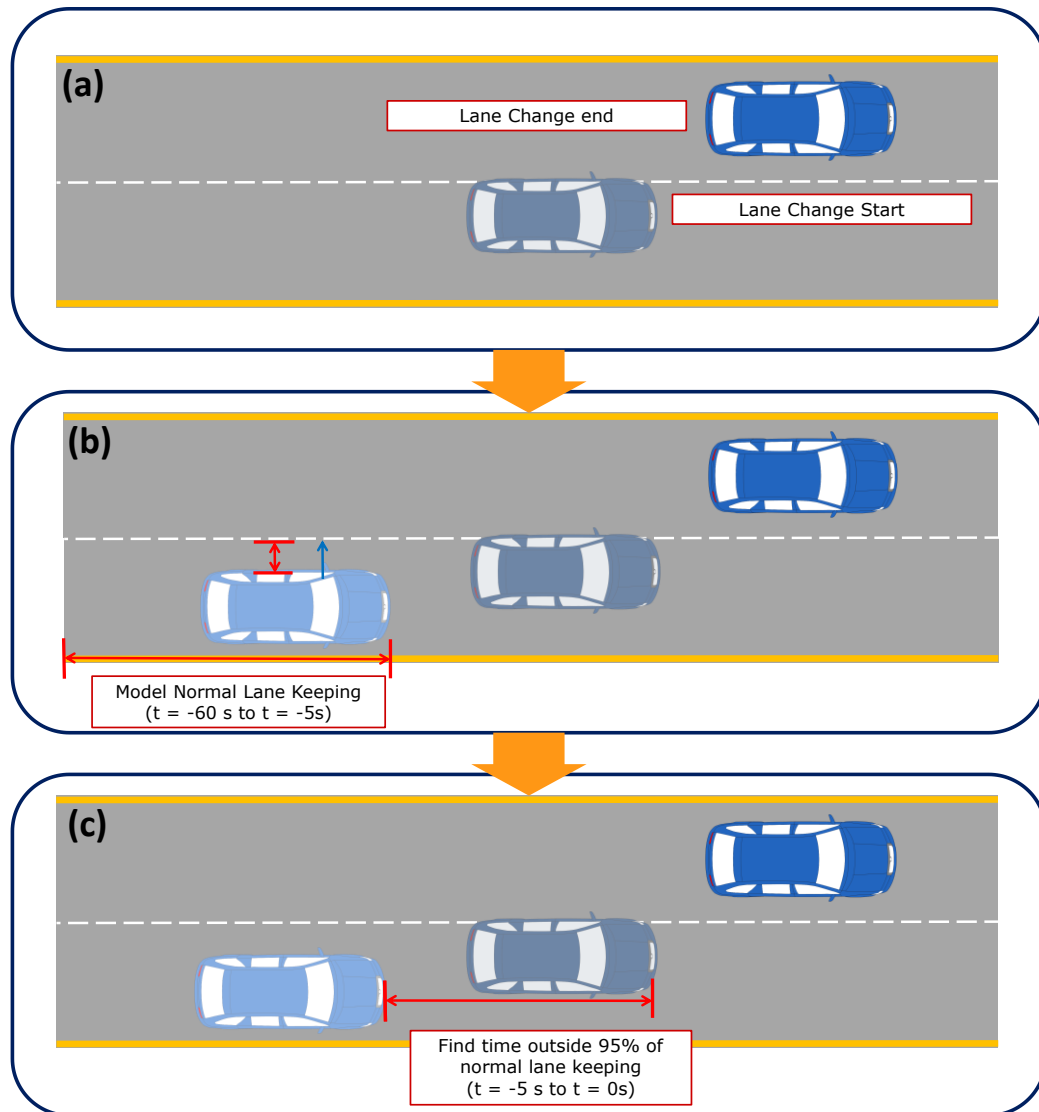 (a)
Lane Change end
Lane Change Start
(b)
Model Normal Lane Keeping
(t = -60 s to t = -5s)
(c)
Find time outside 95% of
normal lane keeping
(t = -5 s to t = 0s)